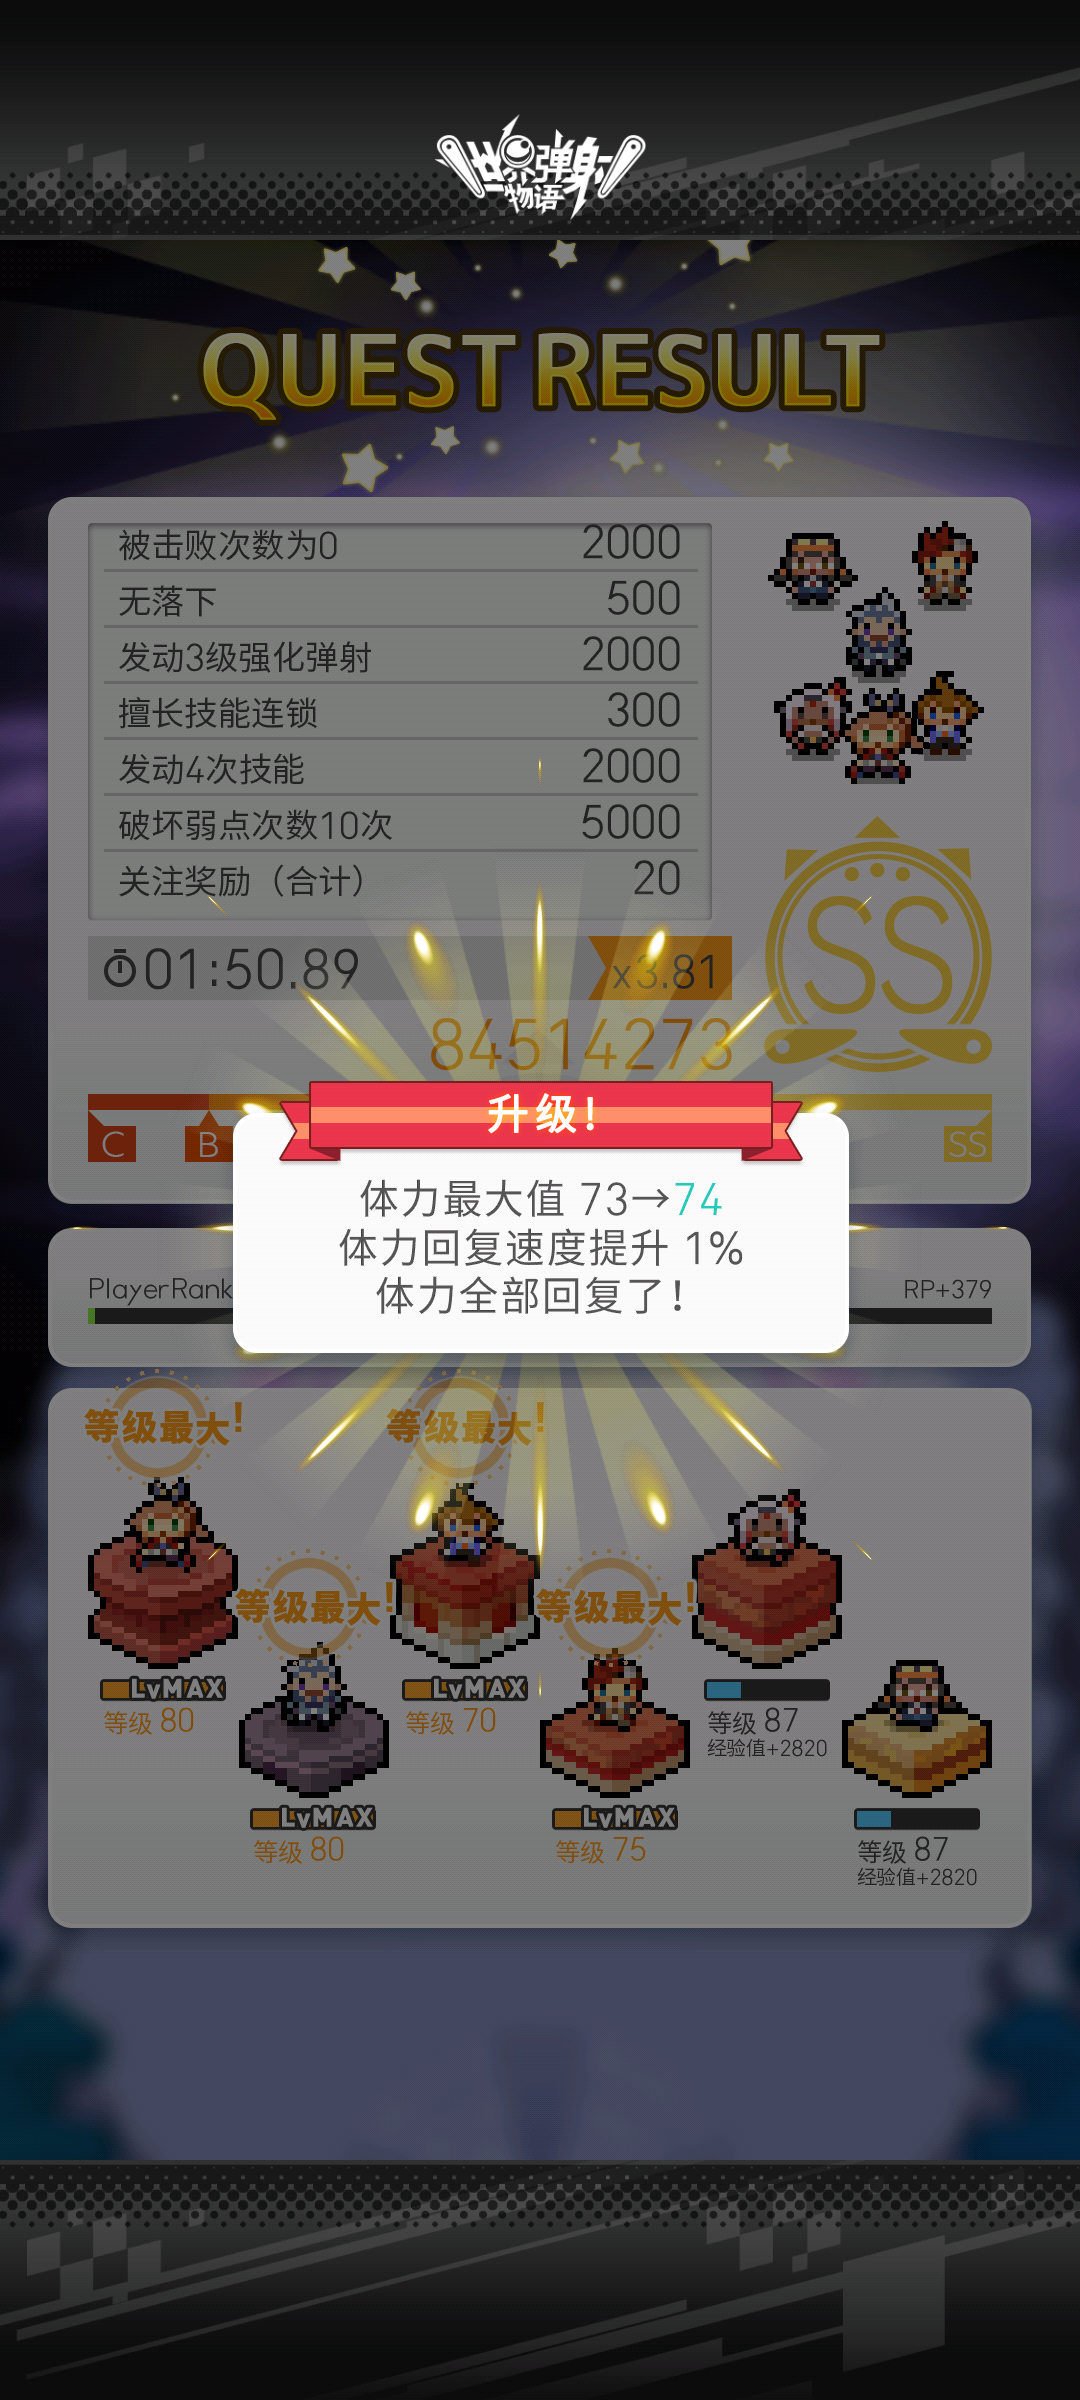 世界弹射
物语
QUEST RESULT
被击败次数为0 2000
无落下 500
发动3级强化弹射 2000
擅长技能连锁 300
发动4次技能 2000
破坏弱点次数10次 5000
关注奖励（合计） 20
SS
01:50.89 x3.81
84514273
C B SS
升级！
体力最大值 73→74
体力回复速度提升 1%
体力全部回复了！
PlayerRank RP+379
等级最大! 等级最大!
等级最大! 等级最大!
LvMAX LvMAX
等级 80 等级 70 等级 87
经验值+2820
LvMAX LvMAX
等级 80 等级 75 等级 87
经验值+2820